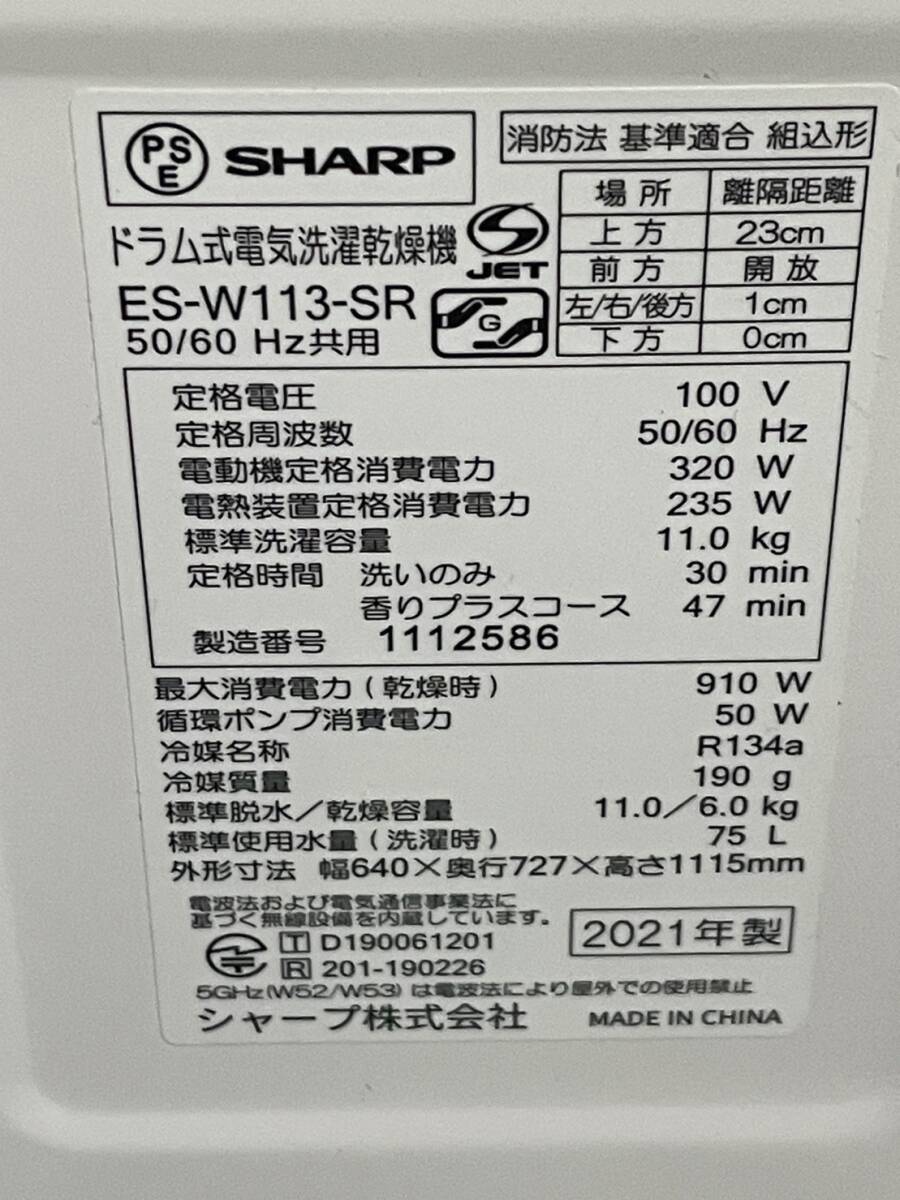 PSE SHARP
消防法 基準適合 組込形
場所 離隔距離
上方 23cm
前方 開放
左/右/後方 1cm
下方 0cm
ドラム式電気洗濯乾燥機
JET
ES-W113-SR
G
50/60 Hz共用
定格電圧 100 V
定格周波数 50/60 Hz
電動機定格消費電力 320 W
電熱装置定格消費電力 235 W
標準洗濯容量 11.0 kg
定格時間 洗いのみ 30 min
香りプラスコース 47 min
製造番号 1112586
最大消費電力(乾燥時) 910 W
循環ポンプ消費電力 50 W
冷媒名称 R134a
冷媒質量 190 g
標準脱水/乾燥容量 11.0/6.0 kg
標準使用水量(洗濯時) 75 L
外形寸法 幅640×奥行727×高さ1115mm
電波法および電気通信事業法に
基づく無線設備を内蔵しています。
T D190061201
R 201-190226
2021年製
5GHz(W52/W53)は電波法により屋外での使用禁止
シャープ株式会社 MADE IN CHINA